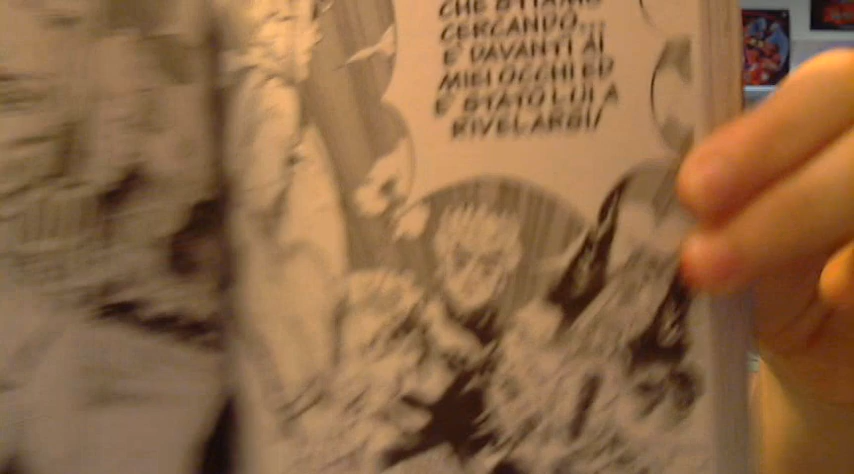 CHE STIAMO
CERCANDO...
E' DAVANTI AI
MIEI OCCHI ED
E' STATO LUI A
RIVELARSI!